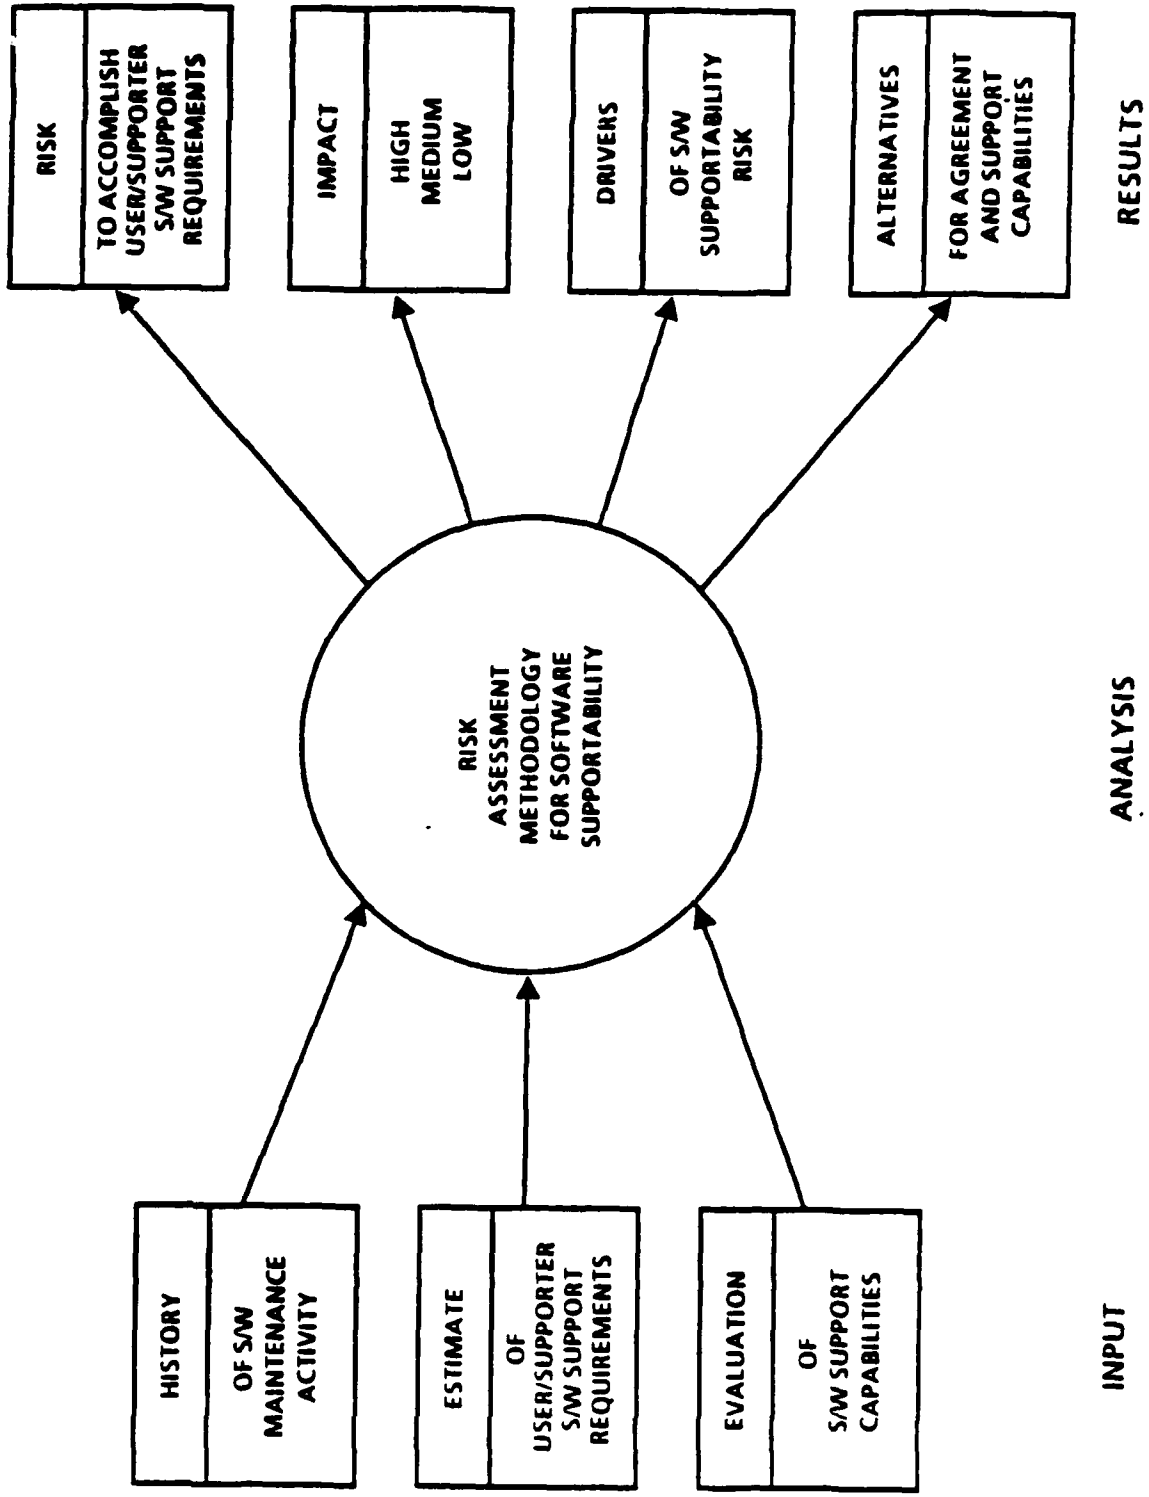 HISTORY
OF S/W
MAINTENANCE
ACTIVITY
ESTIMATE
OF
USER/SUPPORTER
S/W SUPPORT
REQUIREMENTS
EVALUATION
OF
S/W SUPPORT
CAPABILITIES
INPUT
RISK
ASSESSMENT
METHODOLOGY
FOR SOFTWARE
SUPPORTABILITY
ANALYSIS
RISK
TO ACCOMPLISH
USER/SUPPORTER
S/W SUPPORT
REQUIREMENTS
IMPACT
HIGH
MEDIUM
LOW
DRIVERS
OF S/W
SUPPORTABILITY
RISK
ALTERNATIVES
FOR AGREEMENT
AND SUPPORT
CAPABILITIES
RESULTS